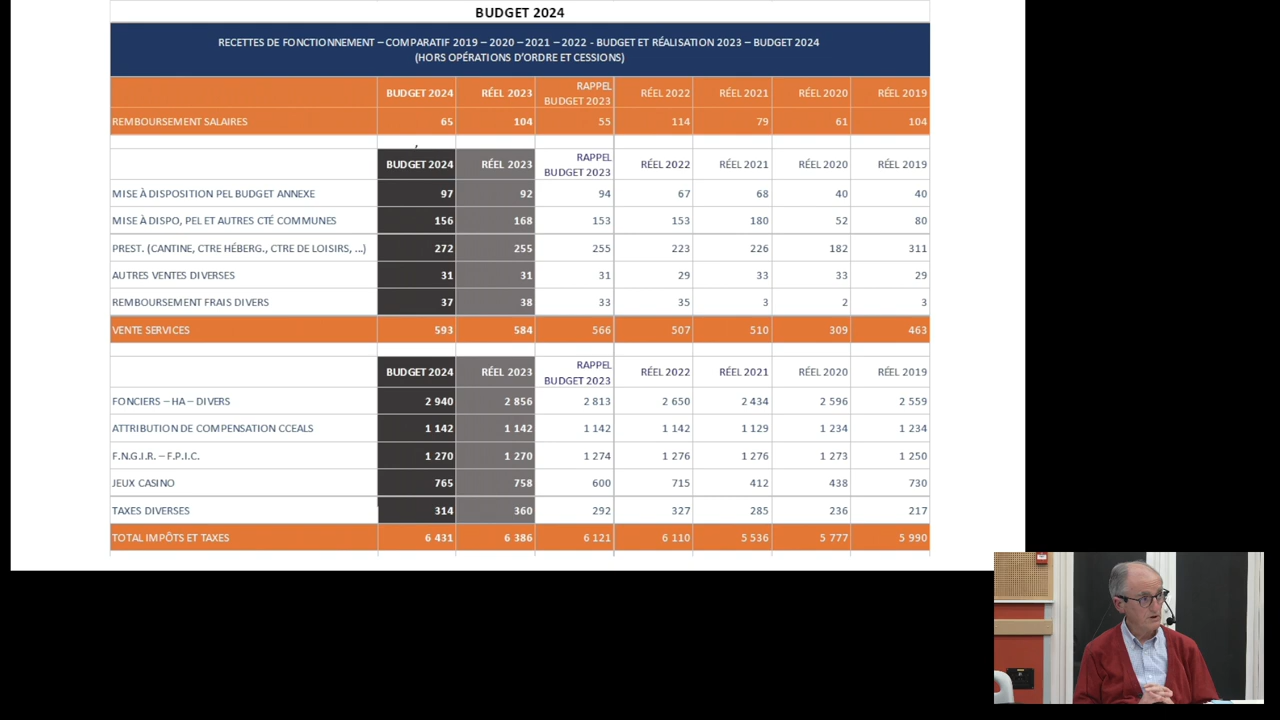 BUDGET 2024
RECETTES DE FONCTIONNEMENT – COMPARATIF 2019 – 2020 – 2021 – 2022 - BUDGET ET RÉALISATION 2023 – BUDGET 2024
(HORS OPÉRATIONS D'ORDRE ET CESSIONS)
BUDGET 2024 RÉEL 2023 RAPPEL BUDGET 2023 RÉEL 2022 RÉEL 2021 RÉEL 2020 RÉEL 2019
REMBOURSEMENT SALAIRES 65 104 55 114 79 61 104
BUDGET 2024 RÉEL 2023 RAPPEL BUDGET 2023 RÉEL 2022 RÉEL 2021 RÉEL 2020 RÉEL 2019
MISE À DISPOSITION PEL BUDGET ANNEXE 97 92 94 67 68 40 40
MISE À DISPO, PEL ET AUTRES CTÉ COMMUNES 156 168 153 153 180 52 80
PREST. (CANTINE, CTRE HÉBERG., CTRE DE LOISIRS, ...) 272 255 255 223 226 182 311
AUTRES VENTES DIVERSES 31 31 31 29 33 33 29
REMBOURSEMENT FRAIS DIVERS 37 38 33 35 3 2 3
VENTE SERVICES 593 584 566 507 510 309 463
BUDGET 2024 RÉEL 2023 RAPPEL BUDGET 2023 RÉEL 2022 RÉEL 2021 RÉEL 2020 RÉEL 2019
FONCIERS – HA – DIVERS 2 940 2 856 2 813 2 650 2 434 2 596 2 559
ATTRIBUTION DE COMPENSATION CCEALS 1 142 1 142 1 142 1 142 1 129 1 234 1 234
F.N.G.I.R. – F.P.I.C. 1 270 1 270 1 274 1 276 1 276 1 273 1 250
JEUX CASINO 765 758 600 715 412 438 730
TAXES DIVERSES 314 360 292 327 285 236 217
TOTAL IMPÔTS ET TAXES 6 431 6 386 6 121 6 110 5 536 5 777 5 990